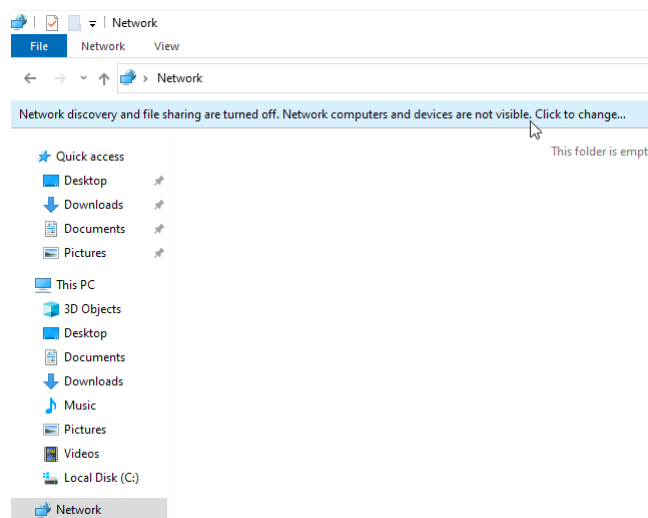 Network
File Network View
Network
Network discovery and file sharing are turned off. Network computers and devices are not visible. Click to change...
This folder is empt
Quick access
Desktop
Downloads
Documents
Pictures
This PC
3D Objects
Desktop
Documents
Downloads
Music
Pictures
Videos
Local Disk (C:)
Network